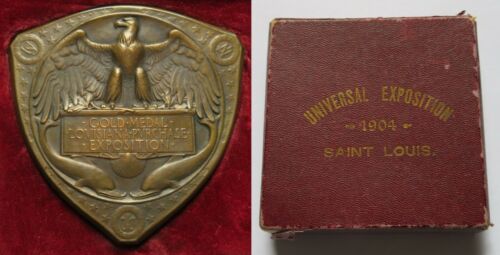 · GOLD · MEDAL ·
LOUISIANA · PURCHASE
· EXPOSITION ·
UNIVERSAL EXPOSITION
1904
SAINT LOUIS.